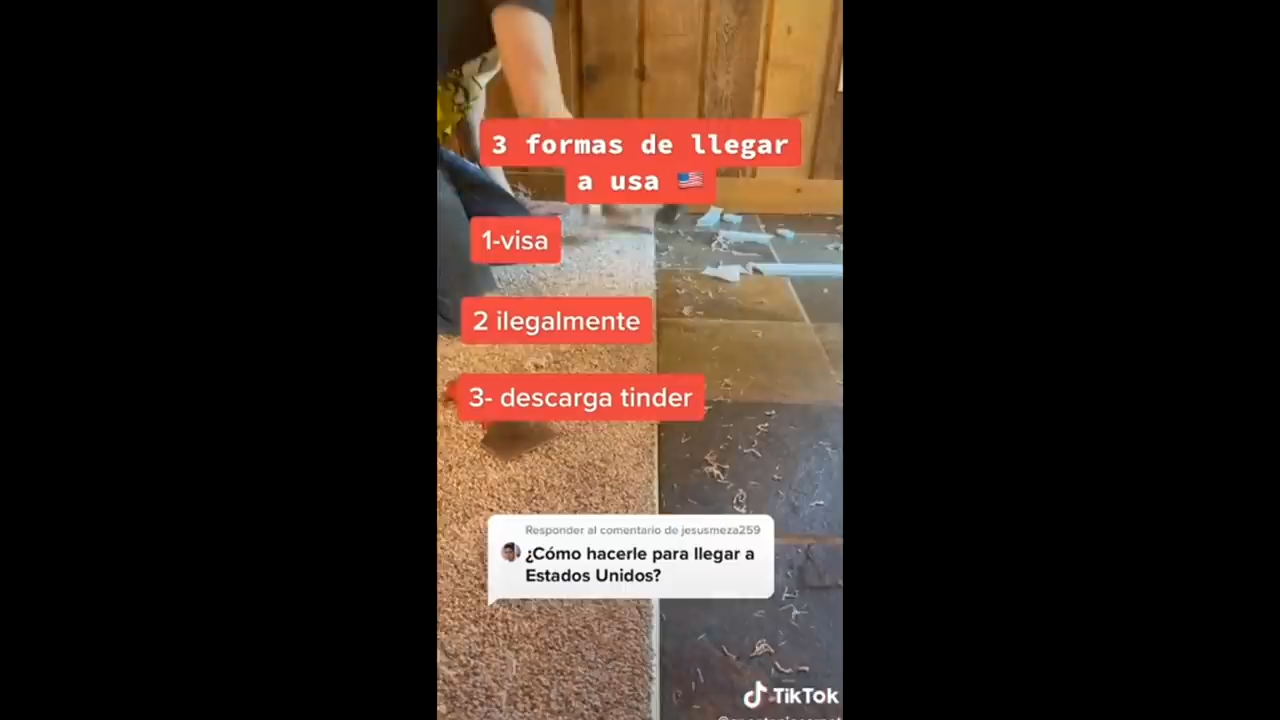 3 formas de llegar
a usa 🇺🇸
1-visa
2 ilegalmente
3- descarga tinder
Responder al comentario de jesusmeza259
¿Cómo hacerle para llegar a
Estados Unidos?
TikTok